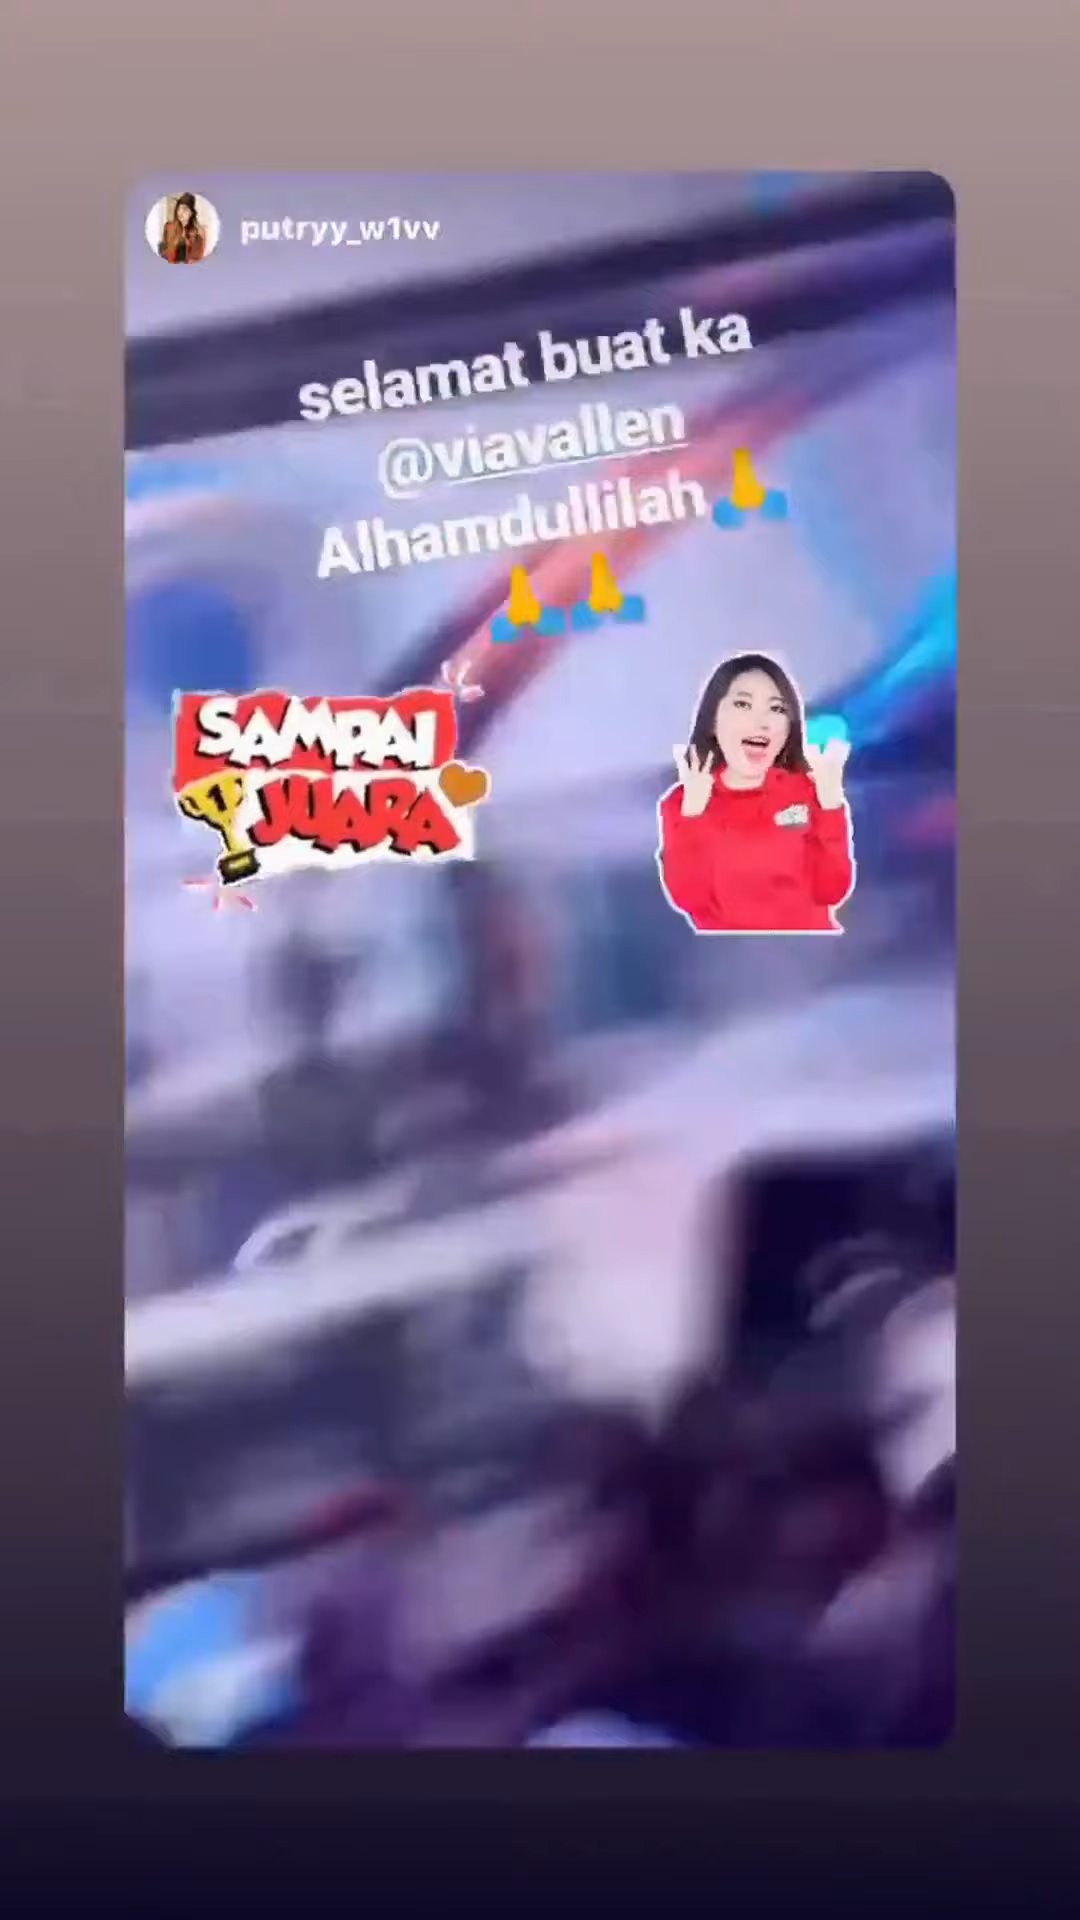 putryy_w1vv
selamat buat ka
@viavallen
Alhamdullilah🙏
🙏🙏
SAMPAI
JUARA